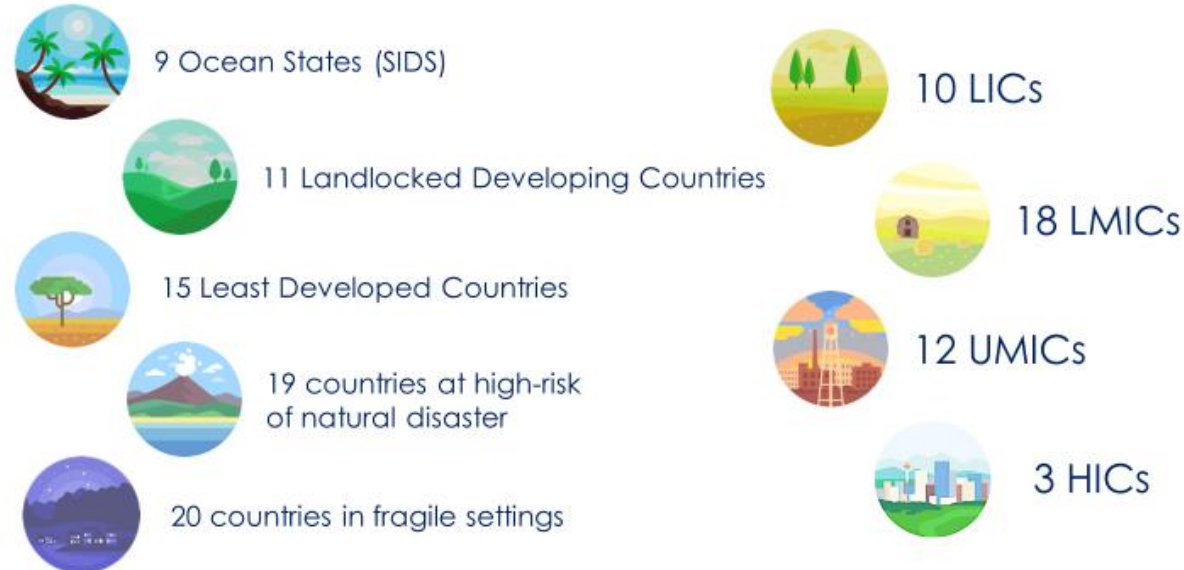 9 Ocean States (SIDS)
11 Landlocked Developing Countries
15 Least Developed Countries
19 countries at high-risk
of natural disaster
20 countries in fragile settings
10 LICs
18 LMICs
12 UMICs
3 HICs